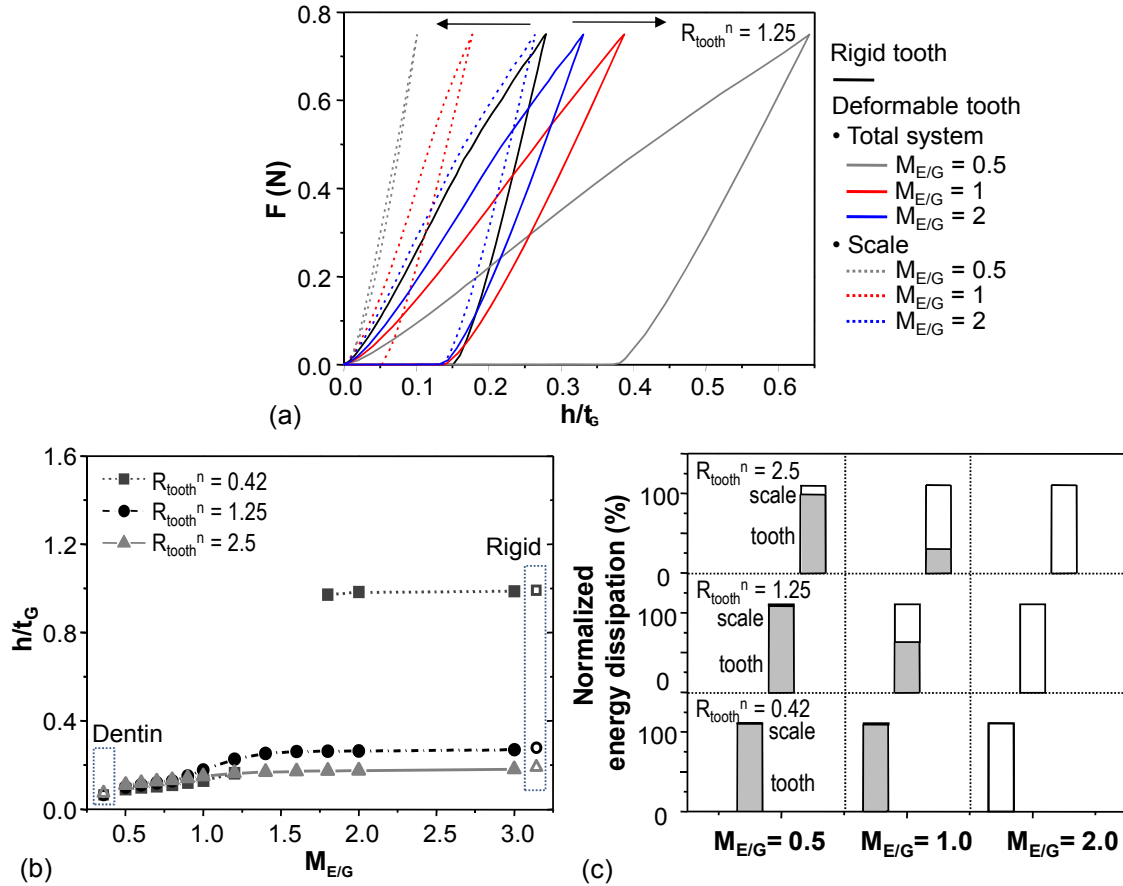 R_tooth^n = 1.25
0.8
0.6
0.4
0.2
0.0
F (N)
0.0 0.1 0.2 0.3 0.4 0.5 0.6
h/t_G
(a)
Rigid tooth
Deformable tooth
• Total system
M_E/G = 0.5
M_E/G = 1
M_E/G = 2
• Scale
M_E/G = 0.5
M_E/G = 1
M_E/G = 2
1.6
1.2
0.8
0.4
0.0
h/t_G
R_tooth^n = 0.42
R_tooth^n = 1.25
R_tooth^n = 2.5
Rigid
Dentin
0.5 1.0 1.5 2.0 2.5 3.0
M_E/G
(b)
Normalized
energy dissipation (%)
R_tooth^n = 2.5
100
scale
tooth
0
R_tooth^n = 1.25
100
scale
tooth
0
R_tooth^n = 0.42
100
scale
tooth
0
M_E/G = 0.5 M_E/G = 1.0 M_E/G = 2.0
(c)